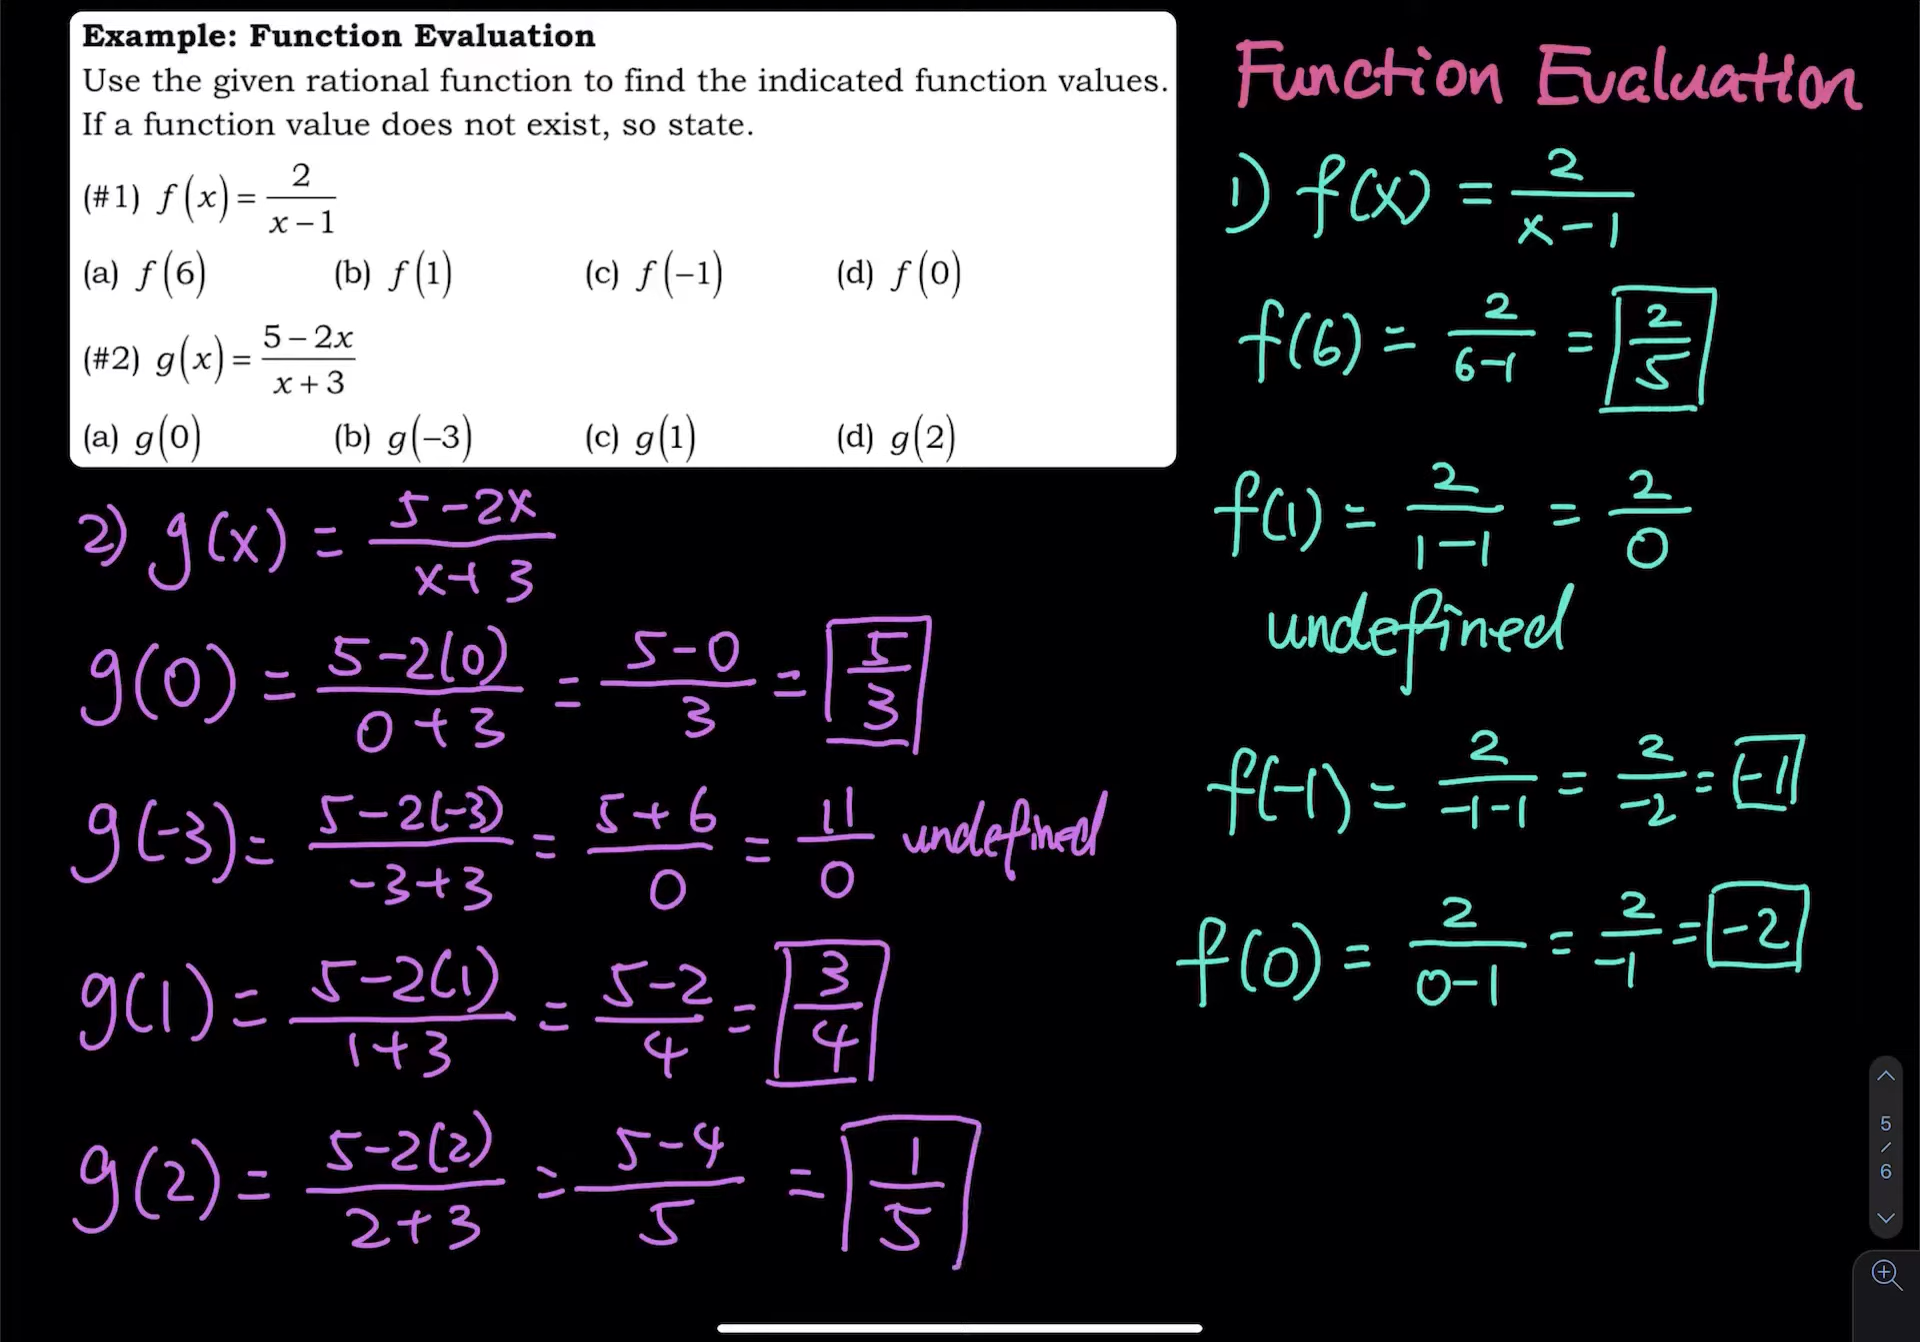 Example: Function Evaluation
Use the given rational function to find the indicated function values.
If a function value does not exist, so state.
(#1) f(x) = 2/(x − 1)
(a) f(6) (b) f(1) (c) f(−1) (d) f(0)
(#2) g(x) = (5 − 2x)/(x + 3)
(a) g(0) (b) g(−3) (c) g(1) (d) g(2)
Function Evaluation
1) f(x) = 2/(x−1)
f(6) = 2/(6−1) = 2/5
f(1) = 2/(1−1) = 2/0
undefined
f(−1) = 2/(−1−1) = 2/−2 = −1
f(0) = 2/(0−1) = 2/−1 = −2
2) g(x) = (5−2x)/(x+3)
g(0) = (5−2(0))/(0+3) = (5−0)/3 = 5/3
g(−3) = (5−2(−3))/(−3+3) = (5+6)/0 = 11/0 undefined
g(1) = (5−2(1))/(1+3) = (5−2)/4 = 3/4
g(2) = (5−2(2))/(2+3) = (5−4)/5 = 1/5
5
/
6